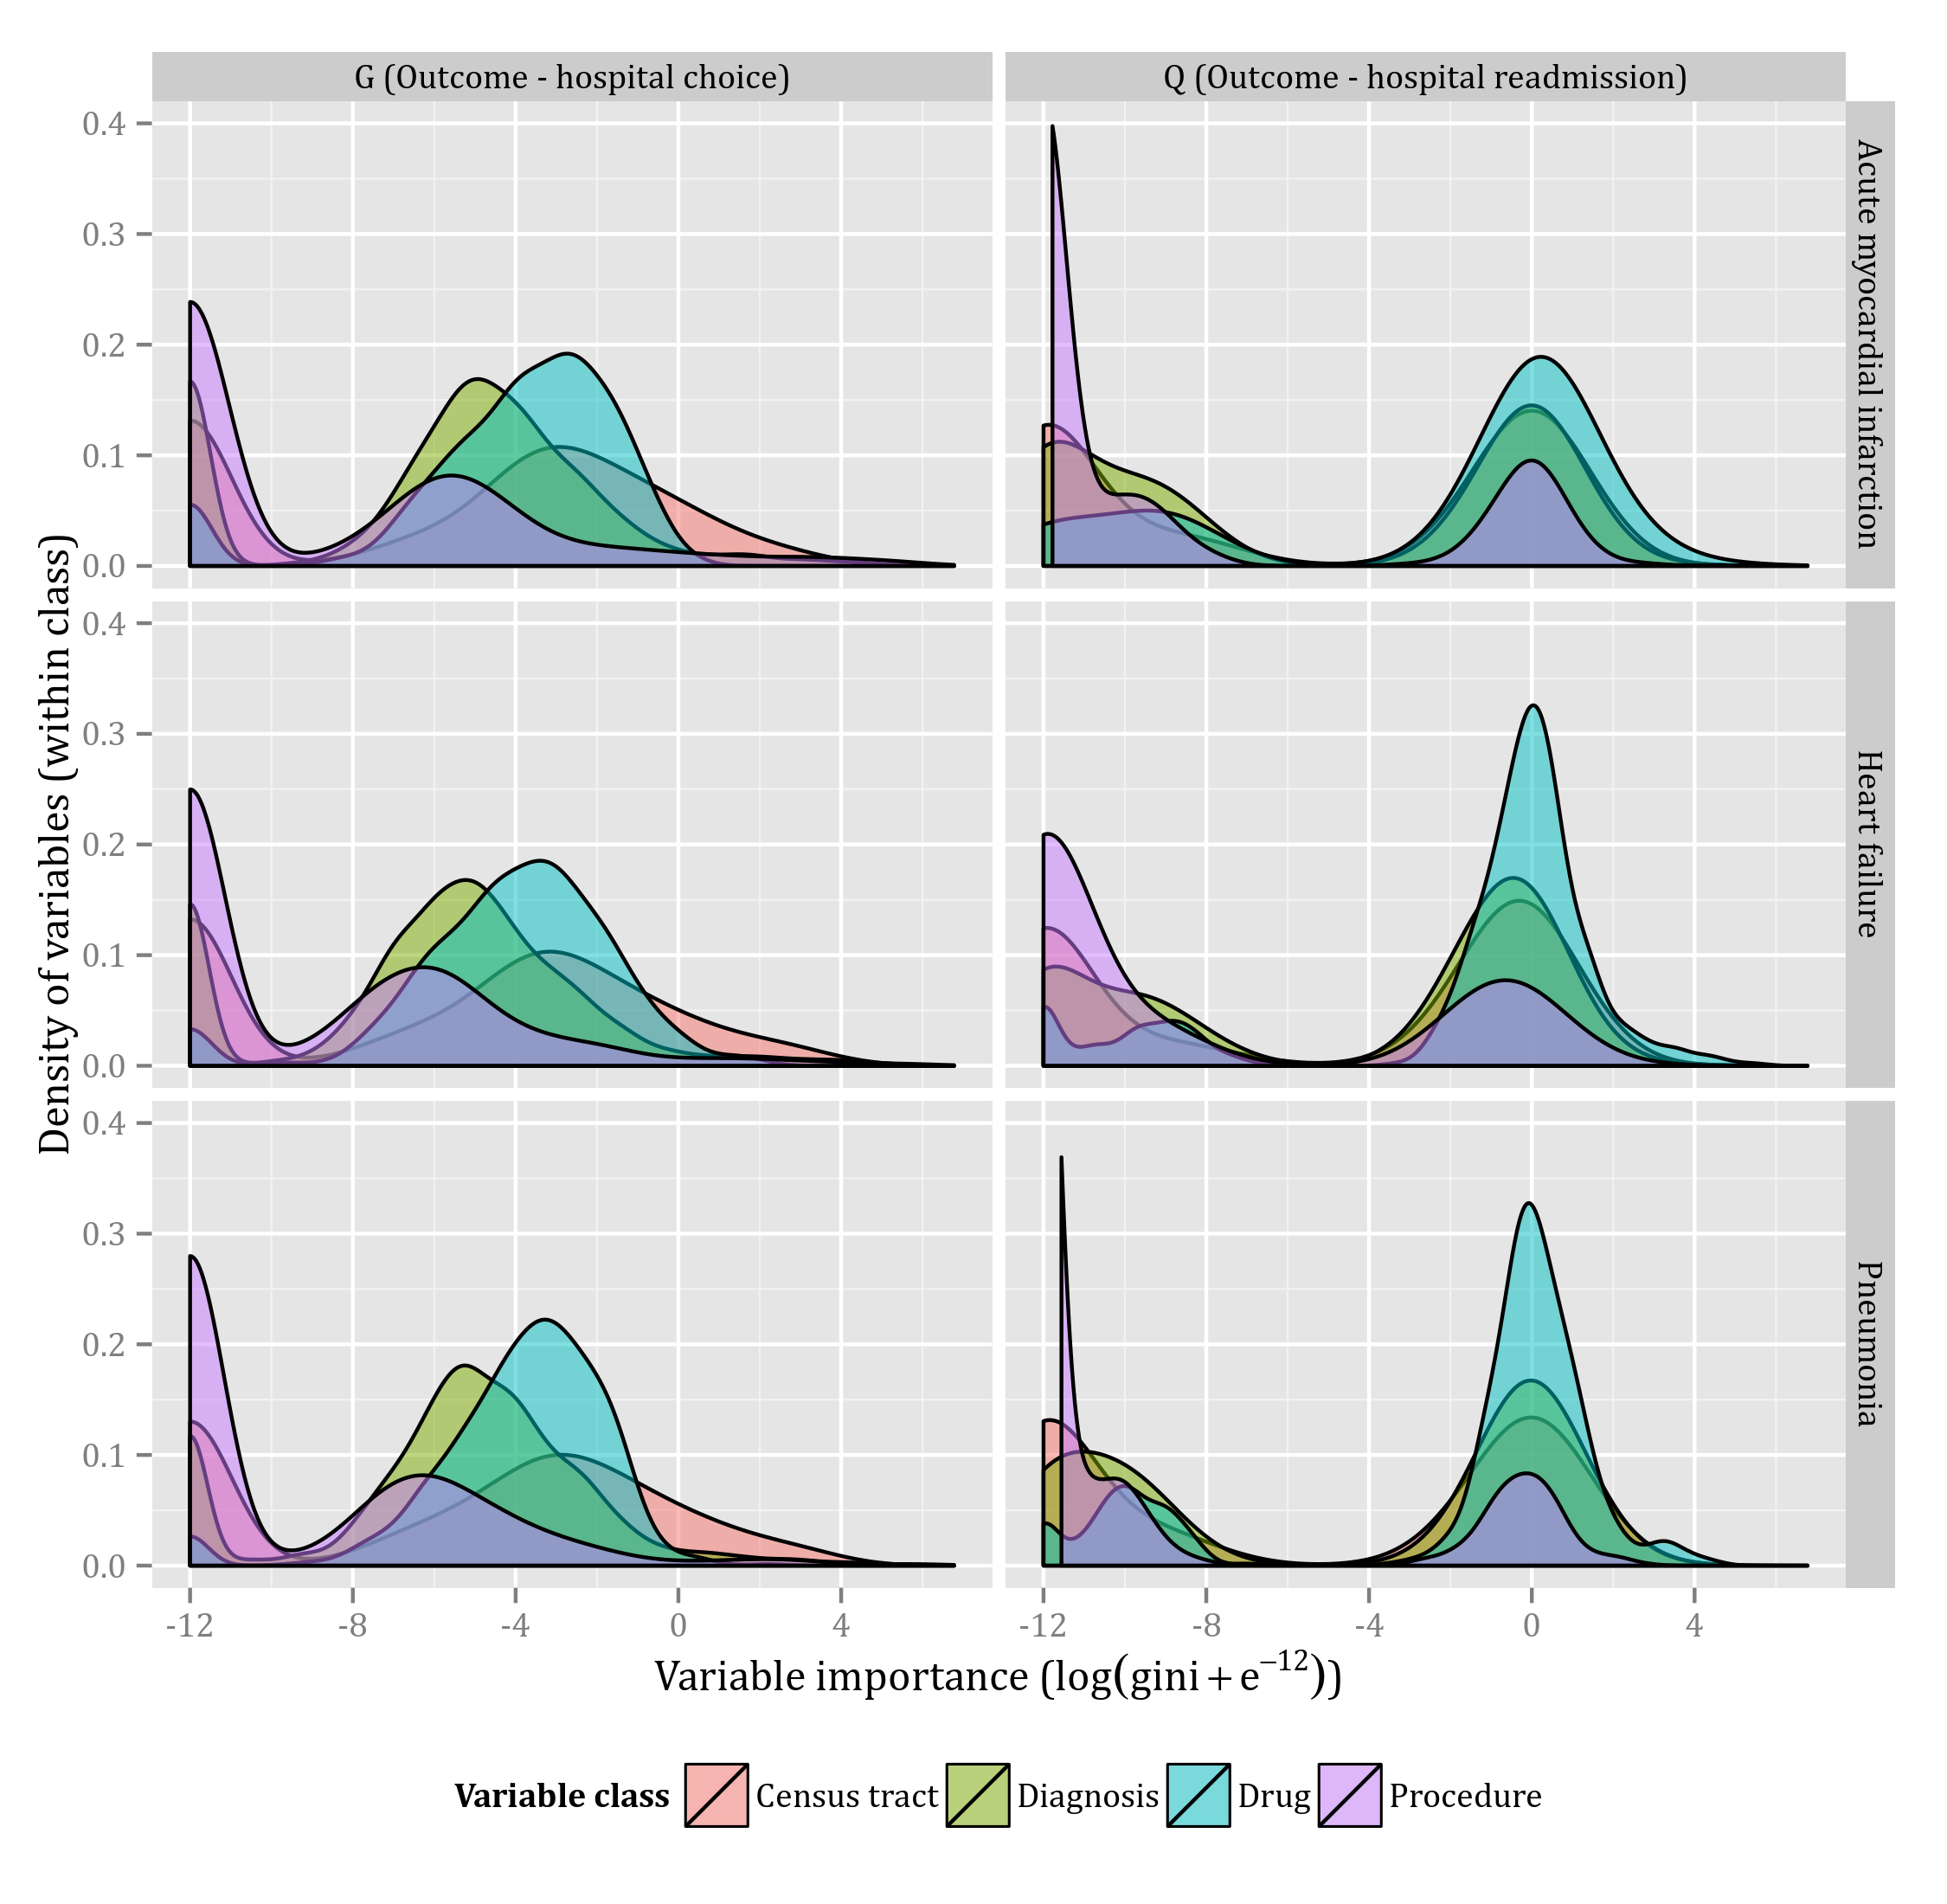 G (Outcome - hospital choice)
Q (Outcome - hospital readmission)
0.4
0.3
0.2
0.1
0.0
Acute myocardial infarction
0.4
0.3
0.2
0.1
0.0
Heart failure
0.4
0.3
0.2
0.1
0.0
Pneumonia
Density of variables (within class)
-12 -8 -4 0 4
-12 -8 -4 0 4
Variable importance (log(gini + e⁻¹²))
Variable class Census tract Diagnosis Drug Procedure